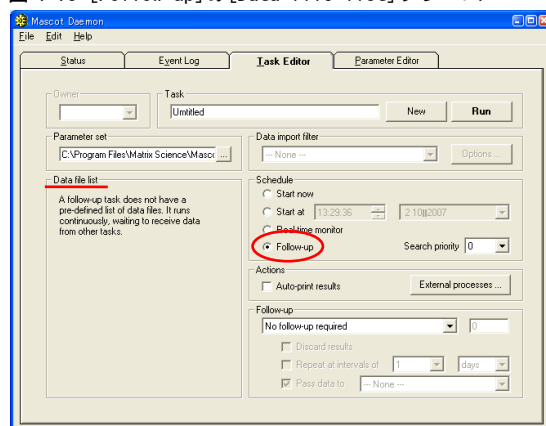 Mascot Daemon
File Edit Help
Status Event Log Task Editor Parameter Editor
Owner Task
Untitled New Run
Parameter set Data import filter
C:\Program Files\Matrix Science\Masco ... -- None -- Options ...
Data file list Schedule
A follow-up task does not have a
pre-defined list of data files. It runs
continuously, waiting to receive data
from other tasks.
Start now
Start at 13:29:36 2 10 2007
Real-time monitor
Follow-up Search priority 0
Actions
Auto-print results External processes ...
Follow-up
No follow-up required 0
Discard results
Repeat at intervals of 1 days
Pass data to --- None ---